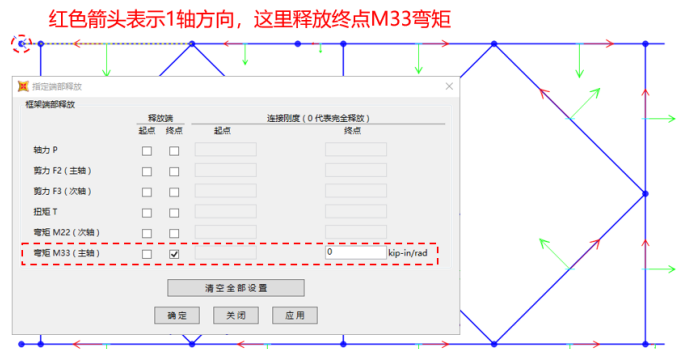 红色箭头表示1轴方向，这里释放终点M33弯矩
指定端部释放
框架端部释放
释放端 连接刚度 ( 0 代表完全释放 )
起点 终点 起点 终点
轴力 P
剪力 F2 ( 主轴 )
剪力 F3 ( 次轴 )
扭矩 T
弯矩 M22 ( 次轴 )
弯矩 M33 ( 主轴 ) 0 kip-in/rad
清空全部设置
确定 关闭 应用